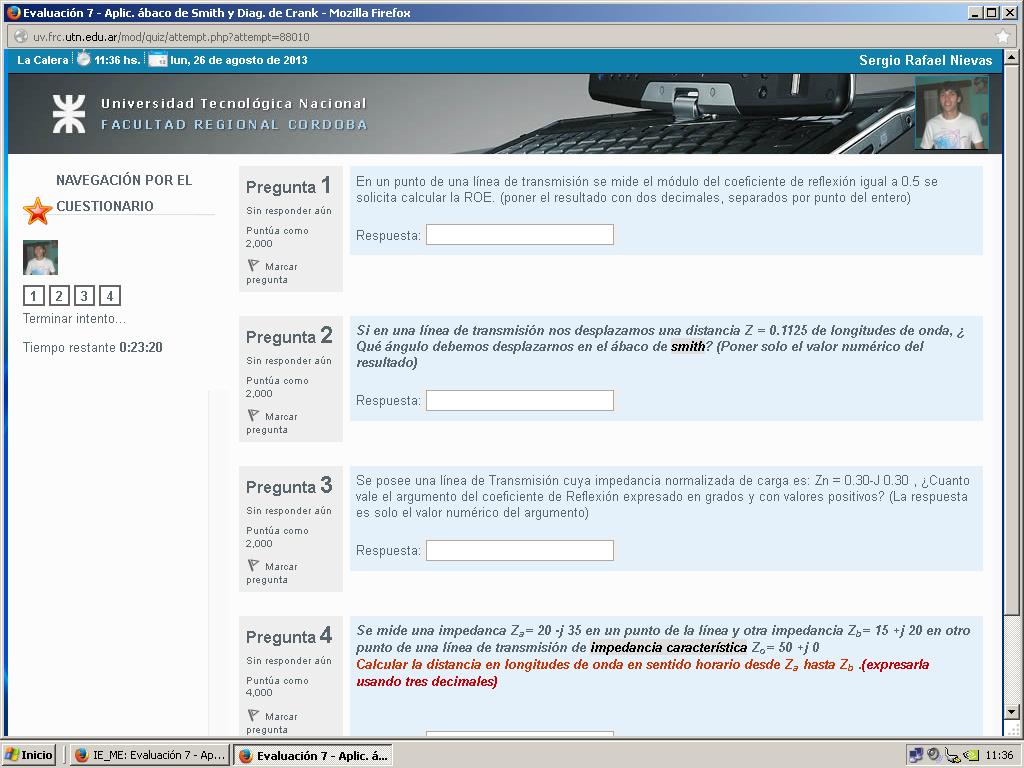 Evaluación 7 - Aplic. ábaco de Smith y Diag. de Crank - Mozilla Firefox
uv.frc.utn.edu.ar/mod/quiz/attempt.php?attempt=88010
La Calera 11:36 hs. lun, 26 de agosto de 2013 Sergio Rafael Nievas
Universidad Tecnológica Nacional
FACULTAD REGIONAL CORDOBA
NAVEGACIÓN POR EL
CUESTIONARIO
1 2 3 4
Terminar intento...
Tiempo restante 0:23:20
Pregunta 1
Sin responder aún
Puntúa como
2,000
Marcar
pregunta
En un punto de una línea de transmisión se mide el módulo del coeficiente de reflexión igual a 0.5 se
solicita calcular la ROE. (poner el resultado con dos decimales, separados por punto del entero)
Respuesta:
Pregunta 2
Sin responder aún
Puntúa como
2,000
Marcar
pregunta
Si en una línea de transmisión nos desplazamos una distancia Z = 0.1125 de longitudes de onda, ¿
Qué ángulo debemos desplazarnos en el ábaco de smith? (Poner solo el valor numérico del
resultado)
Respuesta:
Pregunta 3
Sin responder aún
Puntúa como
2,000
Marcar
pregunta
Se posee una línea de Transmisión cuya impedancia normalizada de carga es: Zn = 0.30-J 0.30 , ¿Cuanto
vale el argumento del coeficiente de Reflexión expresado en grados y con valores positivos? (La respuesta
es solo el valor numérico del argumento)
Respuesta:
Pregunta 4
Sin responder aún
Puntúa como
4,000
Marcar
pregunta
Se mide una impedanca Za= 20 -j 35 en un punto de la línea y otra impedancia Zb= 15 +j 20 en otro
punto de una línea de transmisión de impedancia característica Zo= 50 +j 0
Calcular la distancia en longitudes de onda en sentido horario desde Za hasta Zb .(expresarla
usando tres decimales)
Inicio IE_ME: Evaluación 7 - Ap... Evaluación 7 - Aplic. á... 11:36